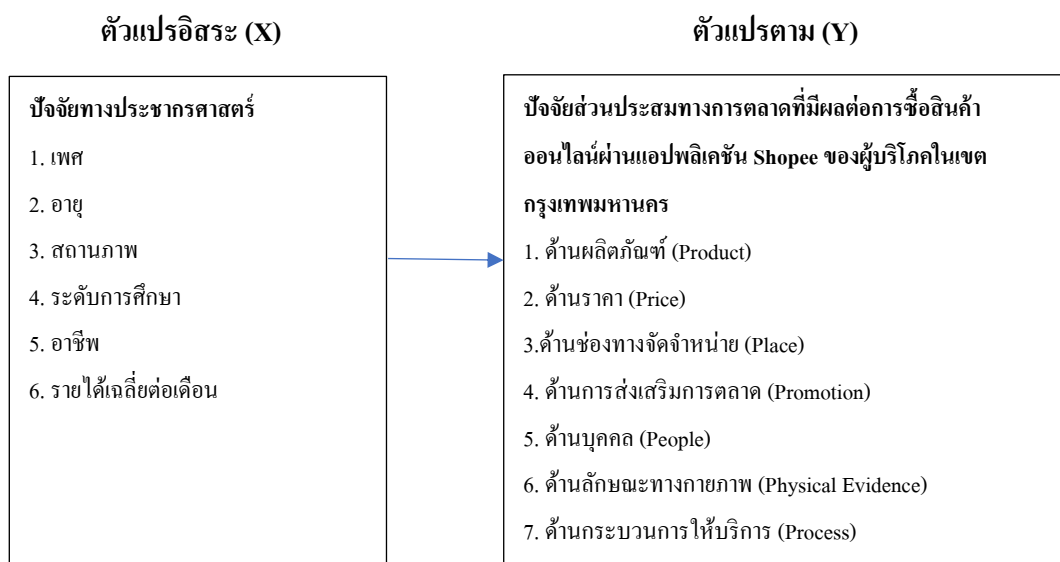 ตัวแปรอิสระ (X)
ตัวแปรตาม (Y)
ปัจจัยทางประชากรศาสตร์
1. เพศ
2. อายุ
3. สถานภาพ
4. ระดับการศึกษา
5. อาชีพ
6. รายได้เฉลี่ยต่อเดือน
ปัจจัยส่วนประสมทางการตลาดที่มีผลต่อการซื้อสินค้า
ออนไลน์ผ่านแอปพลิเคชัน Shopee ของผู้บริโภคในเขต
กรุงเทพมหานคร
1. ด้านผลิตภัณฑ์ (Product)
2. ด้านราคา (Price)
3.ด้านช่องทางจัดจำหน่าย (Place)
4. ด้านการส่งเสริมการตลาด (Promotion)
5. ด้านบุคคล (People)
6. ด้านลักษณะทางกายภาพ (Physical Evidence)
7. ด้านกระบวนการให้บริการ (Process)